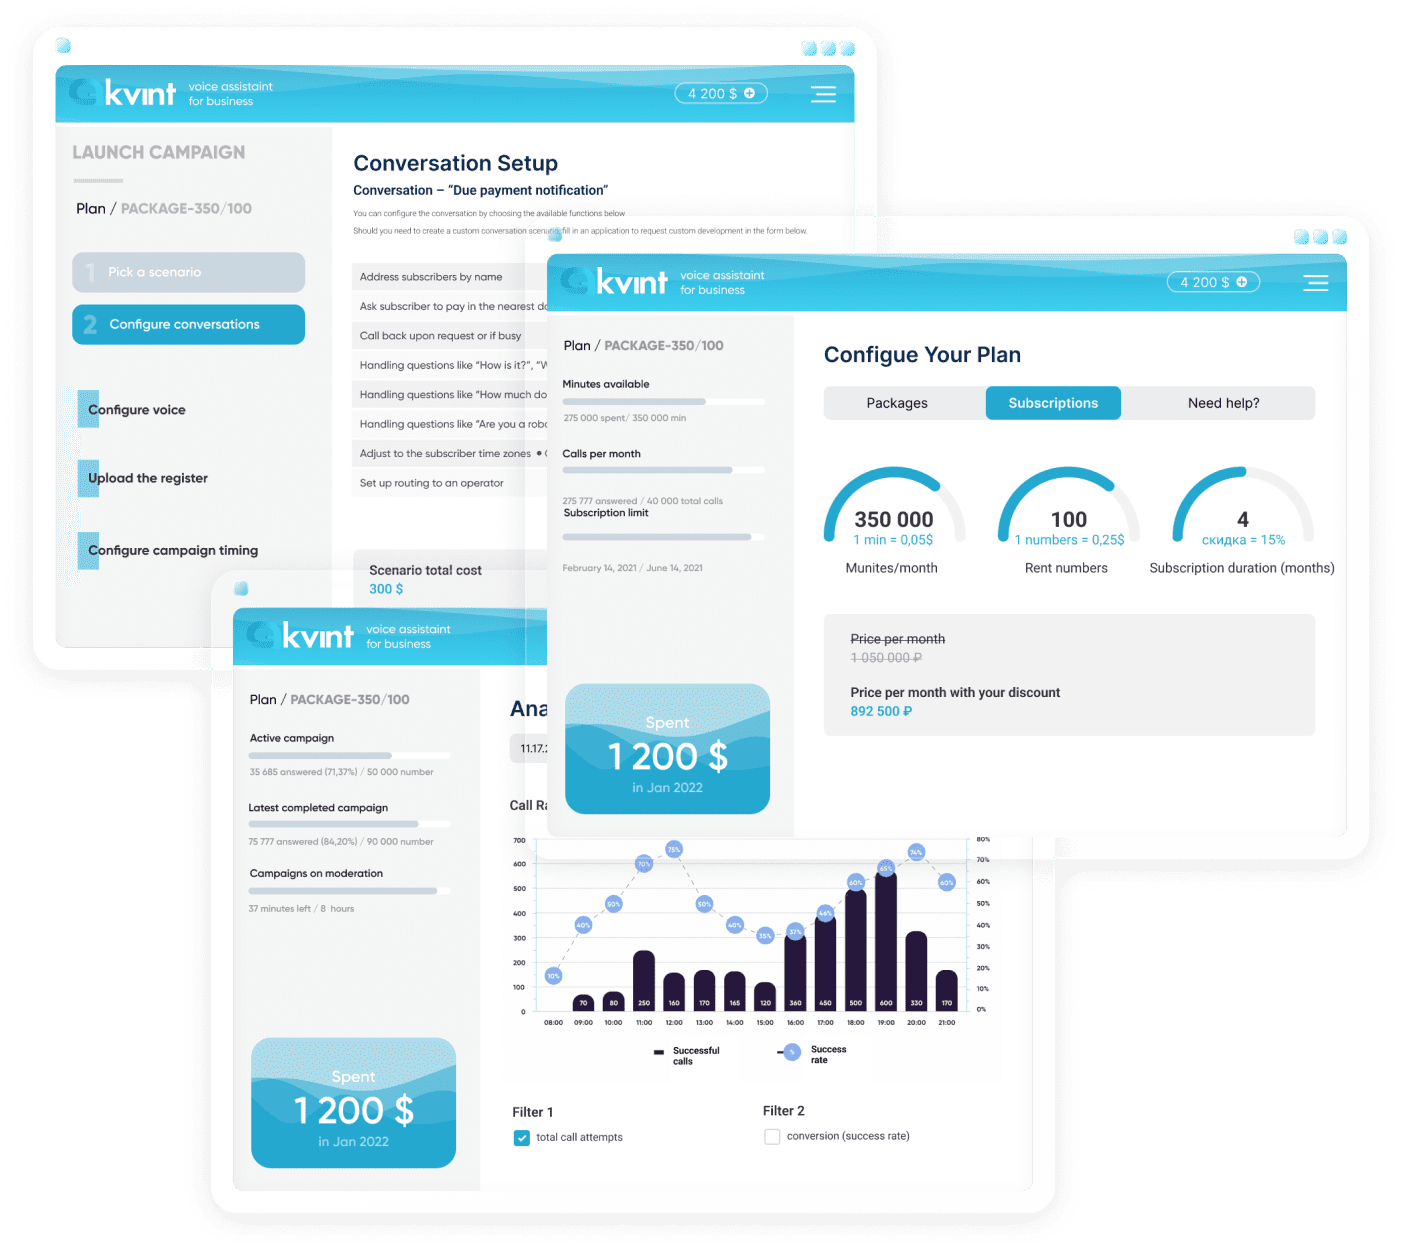 kvint
voice assistaint
for business
4 200 $
LAUNCH CAMPAIGN
Plan / PACKAGE-350/100
1 Pick a scenario
2 Configure conversations
Configure voice
Upload the register
Configure campaign timing
Conversation Setup
Conversation – “Due payment notification”
You can configure the conversation by choosing the available functions below
Should you need to create a custom conversation scenario, fill in an application to request custom development in the form below.
Address subscribers by name
Ask subscriber to pay in the nearest
Call back upon request or if busy
Handling questions like “How is it?”, “W
Handling questions like “How much do
Handling questions like “Are you a robo
Adjust to the subscriber time zones
Set up routing to an operator
Scenario total cost
300 $
kvint
voice assistaint
for business
4 200 $
Plan / PACKAGE-350/100
Minutes available
275 000 spent/ 350 000 min
Calls per month
275 777 answered / 40 000 total calls
Subscription limit
February 14, 2021 / June 14, 2021
Spent
1 200 $
in Jan 2022
Configue Your Plan
Packages Subscriptions Need help?
350 000
1 min = 0,05$
Munites/month
100
1 numbers = 0,25$
Rent numbers
4
скидка = 15%
Subscription duration (months)
Price per month
1 050 000 ₽
Price per month with your discount
892 500 ₽
kvint
voice assistaint
for business
Plan / PACKAGE-350/100
Active campaign
35 685 answered (71,37%) / 50 000 number
Latest completed campaign
75 777 answered (84,20%) / 90 000 number
Campaigns on moderation
37 minutes left / 8 hours
Spent
1 200 $
in Jan 2022
Ana
11.17.2
Call Ra
700
600
500
400
300
200
100
0
80%
70%
60%
50%
40%
30%
20%
10%
0%
10% 40% 50% 70% 75% 50% 40% 35% 37% 46% 60% 65% 74% 60%
70 80 250 160 170 165 120 360 450 500 600 330 170
08:00 09:00 10:00 11:00 12:00 13:00 14:00 15:00 16:00 17:00 18:00 19:00 20:00 21:00
Successful
calls
%
Success
rate
Filter 1
total call attempts
Filter 2
conversion (success rate)